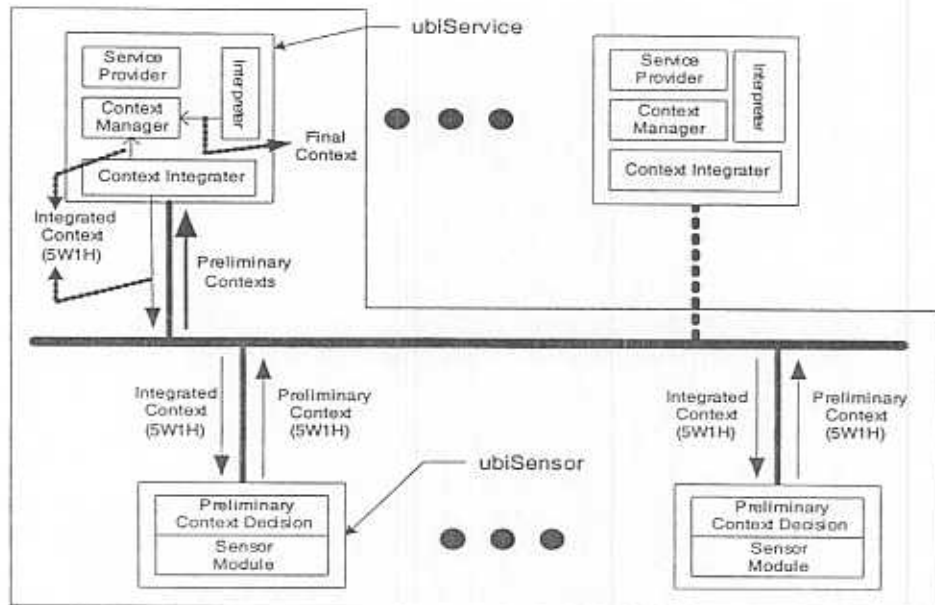 ubiService
Service
Provider
Context
Manager
Interpreter
Context Integrater
Final
Context
Service
Provider
Context
Manager
Interpreter
Context Integrater
Integrated
Context
(5W1H)
Preliminary
Contexts
Integrated
Context
(5W1H)
Preliminary
Context
(5W1H)
Integrated
Context
(5W1H)
Preliminary
Context
(5W1H)
ubiSensor
Preliminary
Context Decision
Sensor
Module
Preliminary
Context Decision
Sensor
Module